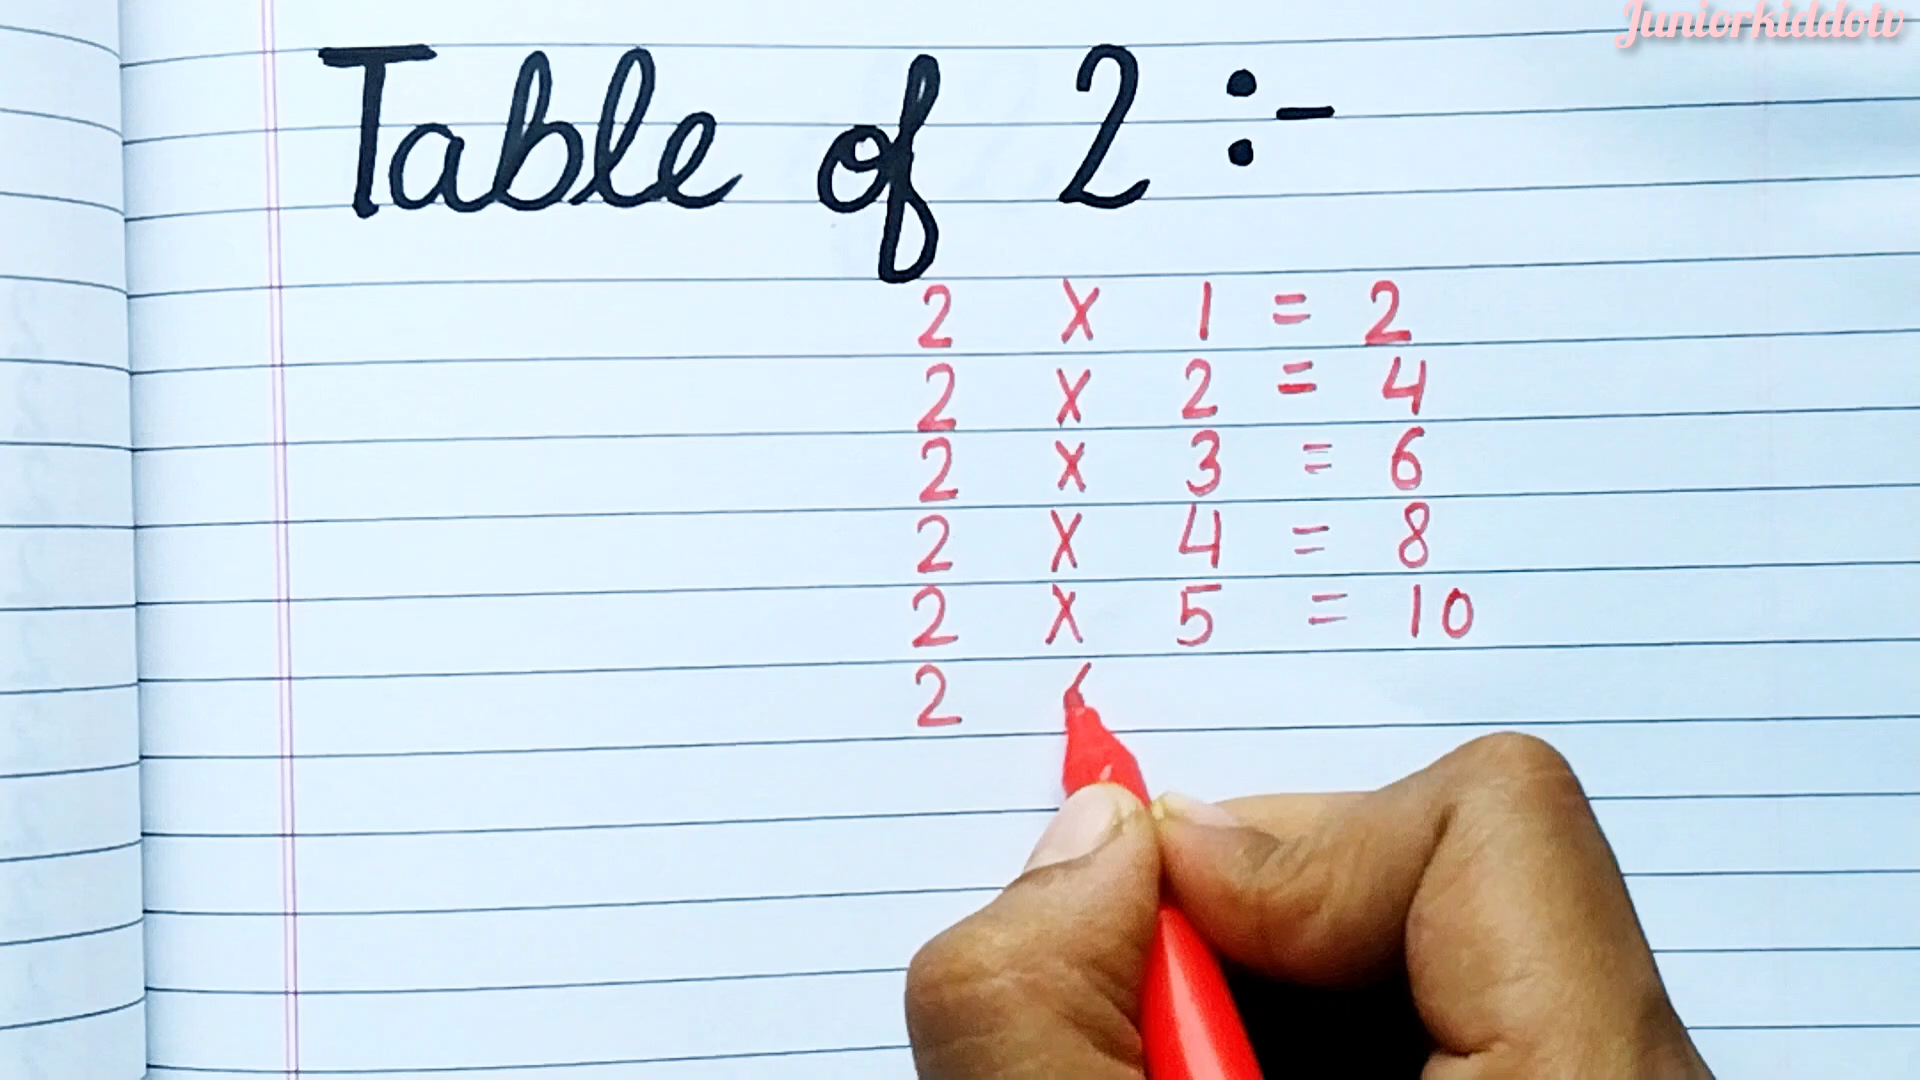 Juniorkiddotv
Table of 2 :-
2 X 1 = 2
2 X 2 = 4
2 X 3 = 6
2 X 4 = 8
2 X 5 = 10
2